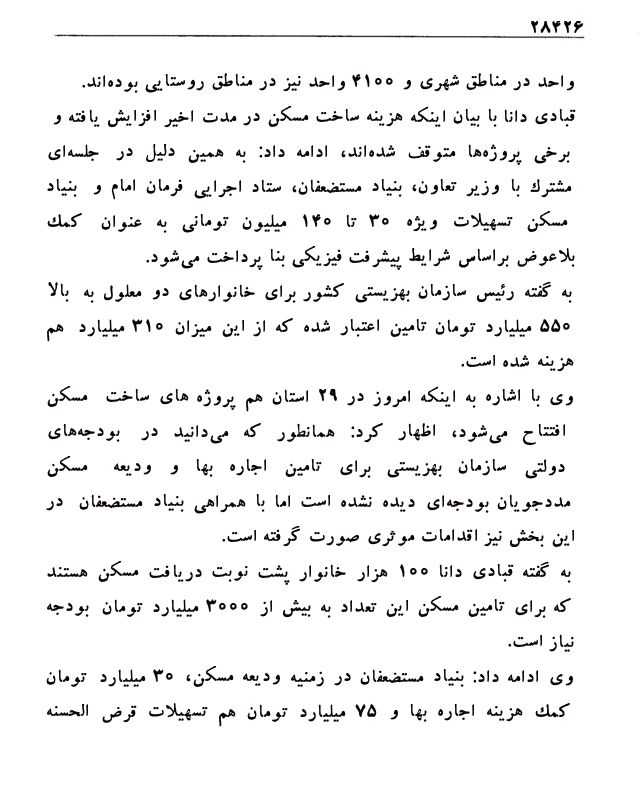 ۲۸۴۲۶
واحد در مناطق شهری و ۴۱۰۰ واحد نیز در مناطق روستایی بوده‌اند.
قبادی دانا با بیان اینکه هزینه ساخت مسکن در مدت اخیر افزایش یافته و
برخی پروژه‌ها متوقف شده‌اند، ادامه داد: به همین دلیل در جلسه‌ای
مشترك با وزیر تعاون، بنیاد مستضعفان، ستاد اجرایی فرمان امام و بنیاد
مسکن تسهیلات ویژه ۳۰ تا ۱۴۰ میلیون تومانی به عنوان کمك
بلاعوض براساس شرایط پیشرفت فیزیکی بنا پرداخت می‌شود.
به گفته رئیس سازمان بهزیستی کشور برای خانوارهای دو معلول به بالا
۵۵۰ میلیارد تومان تامین اعتبار شده که از این میزان ۳۱۰ میلیارد هم
هزینه شده است.
وی با اشاره به اینکه امروز در ۲۹ استان هم پروژه های ساخت مسکن
افتتاح می‌شود، اظهار کرد: همانطور که می‌دانید در بودجه‌های
دولتی سازمان بهزیستی برای تامین اجاره بها و ودیعه مسکن
مددجویان بودجه‌ای دیده نشده است اما با همراهی بنیاد مستضعفان در
این بخش نیز اقدامات موثری صورت گرفته است.
به گفته قبادی دانا ۱۰۰ هزار خانوار پشت نوبت دریافت مسکن هستند
که برای تامین مسکن این تعداد به بیش از ۳۰۰۰ میلیارد تومان بودجه
نیاز است.
وی ادامه داد: بنیاد مستضعفان در زمنیه ودیعه مسکن، ۳۰ میلیارد تومان
کمك هزینه اجاره بها و ۷۵ میلیارد تومان هم تسهیلات قرض الحسنه